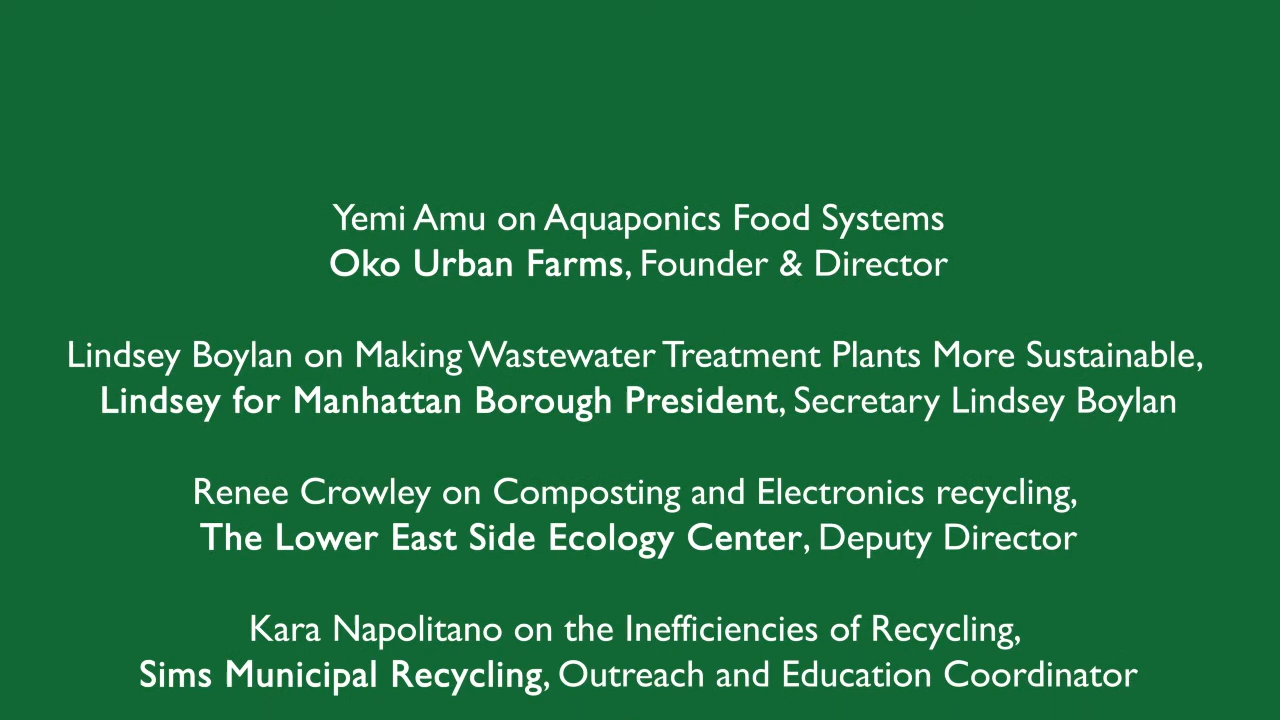 Yemi Amu on Aquaponics Food Systems
Oko Urban Farms, Founder & Director
Lindsey Boylan on Making Wastewater Treatment Plants More Sustainable,
Lindsey for Manhattan Borough President, Secretary Lindsey Boylan
Renee Crowley on Composting and Electronics recycling,
The Lower East Side Ecology Center, Deputy Director
Kara Napolitano on the Inefficiencies of Recycling,
Sims Municipal Recycling, Outreach and Education Coordinator